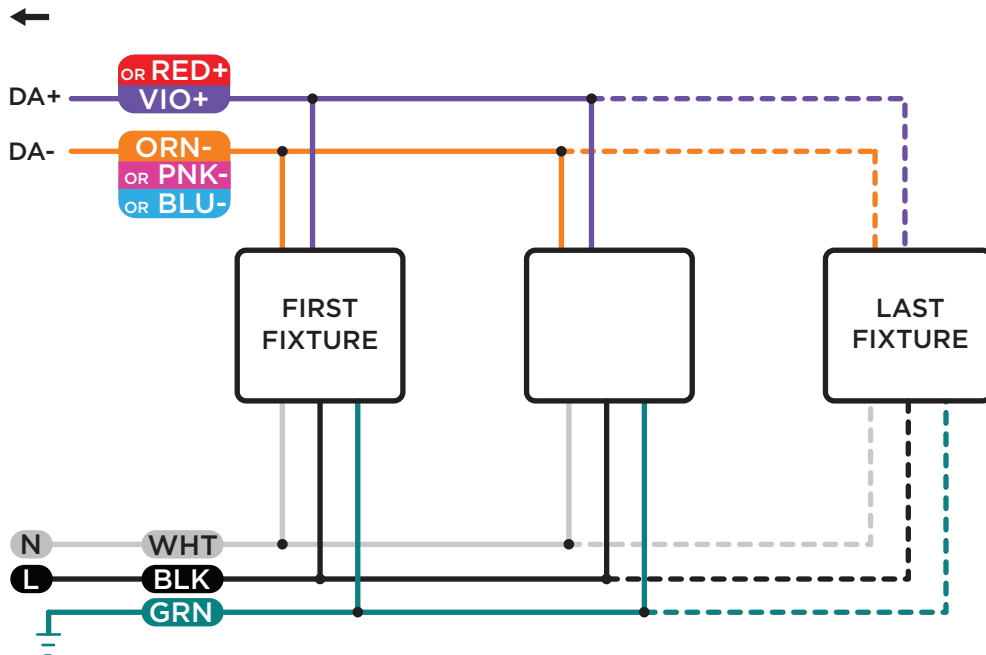 OR RED+
DA+ VIO+
DA- ORN-
OR PNK-
OR BLU-
FIRST
FIXTURE
LAST
FIXTURE
N WHT
L BLK
GRN